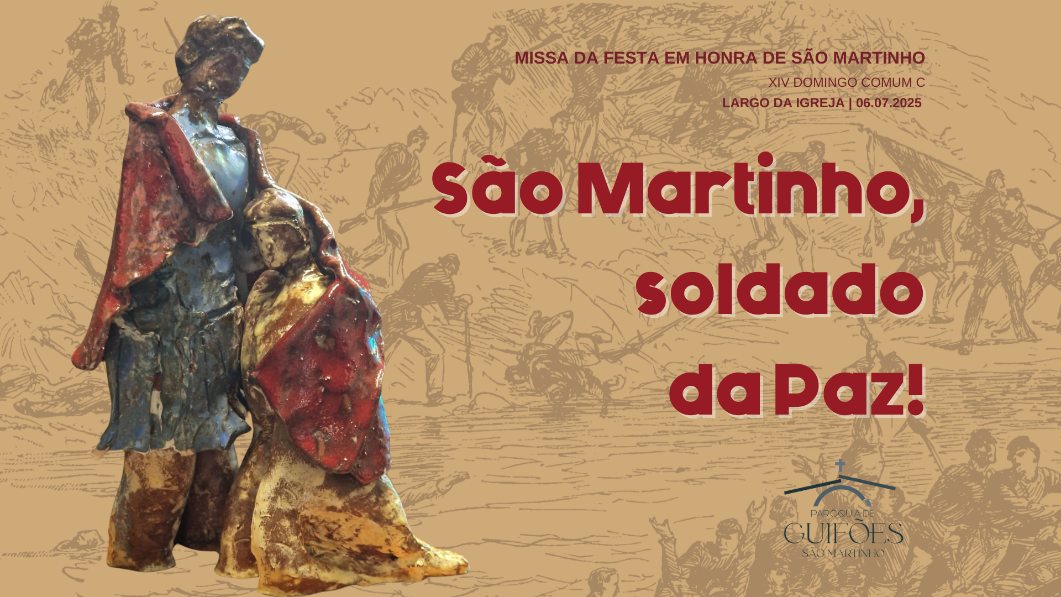 MISSA DA FESTA EM HONRA DE SÃO MARTINHO
XIV DOMINGO COMUM C
LARGO DA IGREJA | 06.07.2025
São Martinho,
soldado
da Paz!
PARÓQUIA DE
GUIFÕES
SÃO MARTINHO